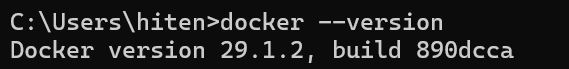 C:\Users\hiten>docker --version
Docker version 29.1.2, build 890dcca